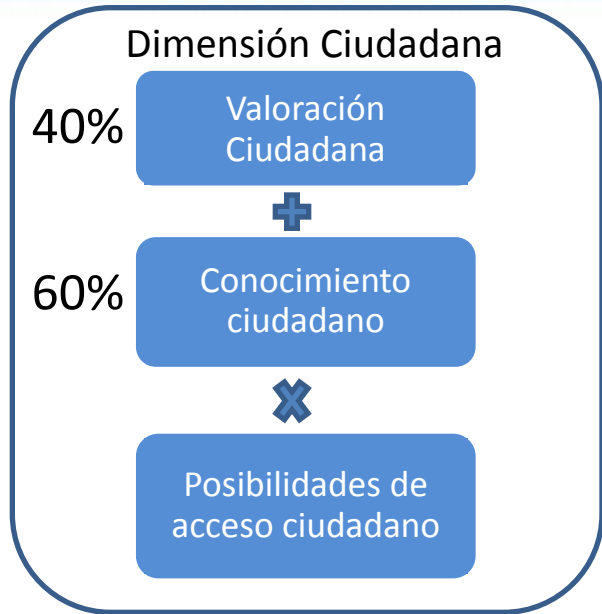 Dimensión Ciudadana
40%
Valoración
Ciudadana
60%
Conocimiento
ciudadano
Posibilidades de
acceso ciudadano